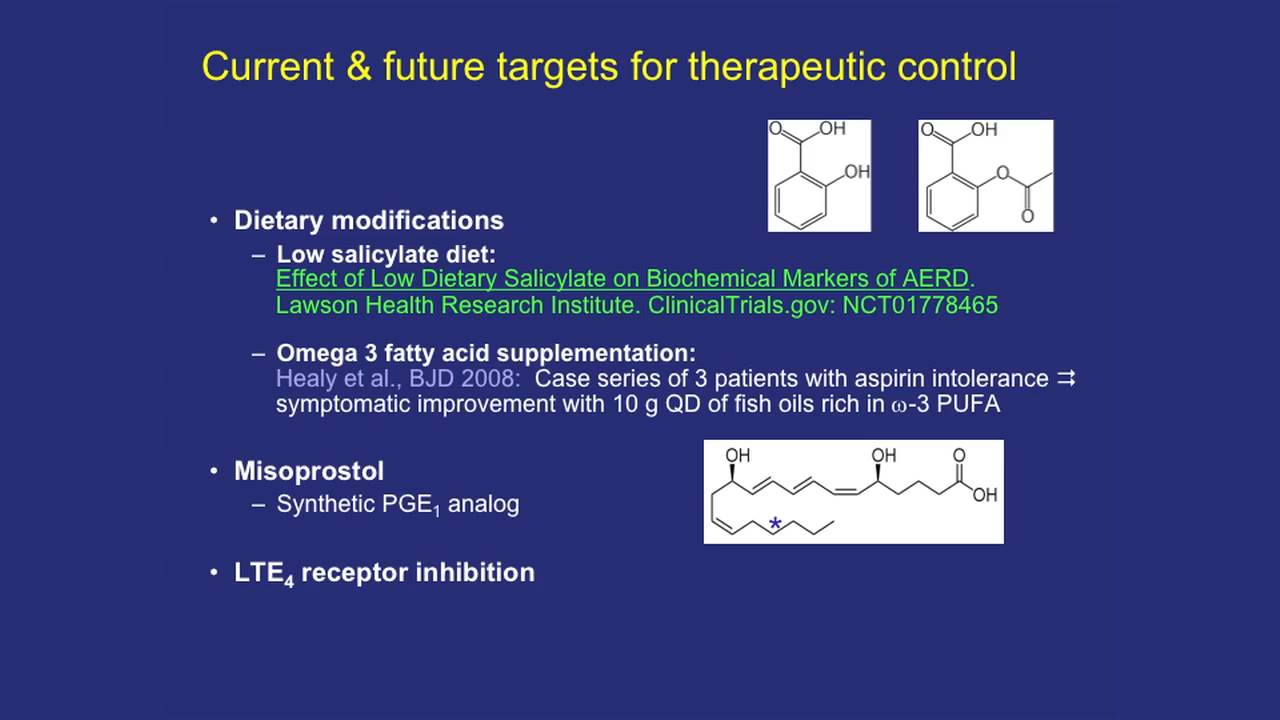 Current & future targets for therapeutic control
O OH
OH
O OH
O
O
• Dietary modifications
– Low salicylate diet:
Effect of Low Dietary Salicylate on Biochemical Markers of AERD.
Lawson Health Research Institute. ClinicalTrials.gov: NCT01778465
– Omega 3 fatty acid supplementation:
Healy et al., BJD 2008: Case series of 3 patients with aspirin intolerance ⇉
symptomatic improvement with 10 g QD of fish oils rich in ω-3 PUFA
• Misoprostol
– Synthetic PGE₁ analog
OH OH O
OH
*
• LTE₄ receptor inhibition